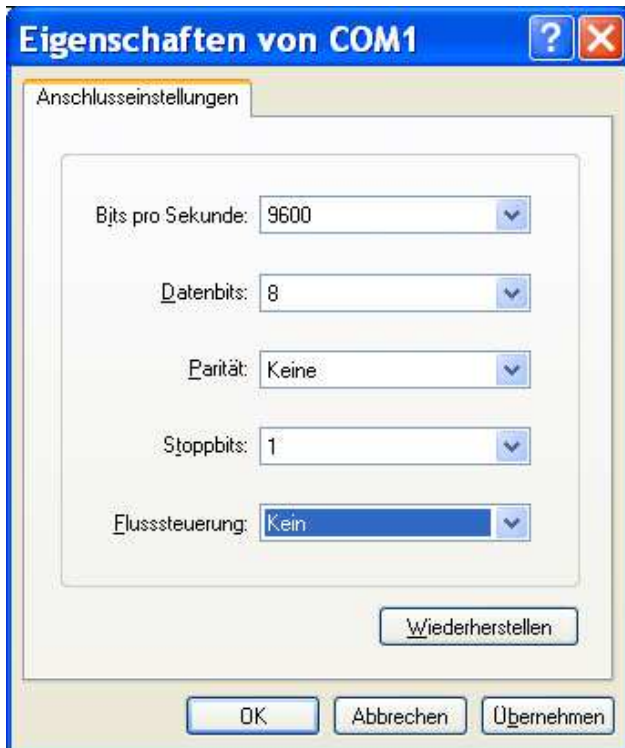 Eigenschaften von COM1
Anschlusseinstellungen
Bits pro Sekunde: 9600
Datenbits: 8
Parität: Keine
Stoppbits: 1
Flusssteuerung: Kein
Wiederherstellen
OK Abbrechen Übernehmen